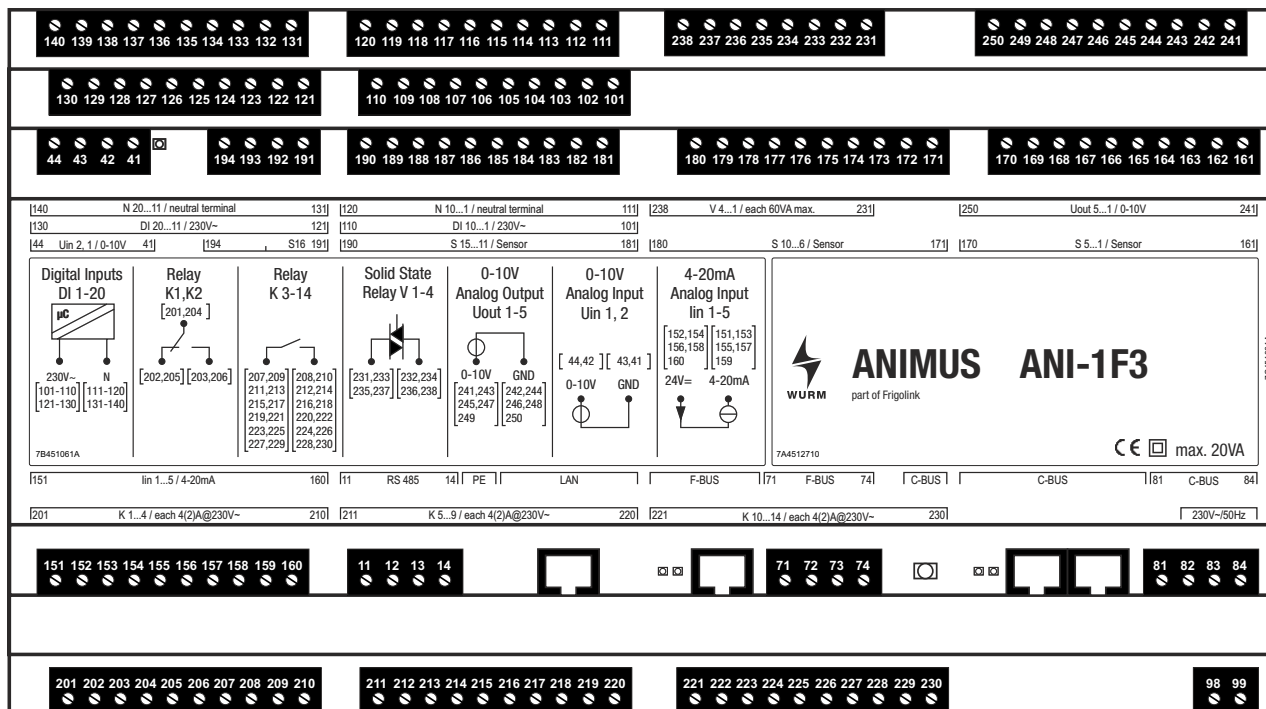 140 139 138 137 136 135 134 133 132 131
120 119 118 117 116 115 114 113 112 111
238 237 236 235 234 233 232 231
250 249 248 247 246 245 244 243 242 241
130 129 128 127 126 125 124 123 122 121
110 109 108 107 106 105 104 103 102 101
44 43 42 41
194 193 192 191
190 189 188 187 186 185 184 183 182 181
180 179 178 177 176 175 174 173 172 171
170 169 168 167 166 165 164 163 162 161
140 N 20...11 / neutral terminal 131
120 N 10...1 / neutral terminal 111
238 V 4...1 / each 60VA max. 231
250 Uout 5...1 / 0-10V 241
130 DI 20...11 / 230V~ 121
110 DI 10...1 / 230V~ 101
44 Uin 2, 1 / 0-10V 41
194 S16 191
190 S 15...11 / Sensor 181
180 S 10...6 / Sensor 171
170 S 5...1 / Sensor 161
Digital Inputs
DI 1-20
µC
230V~ N
[101-110] [111-120]
[121-130] [131-140]
7B451061A
Relay
K1,K2
[201,204]
[202,205] [203,206]
Relay
K 3-14
[207,209] [208,210]
211,213 212,214
215,217 216,218
219,221 220,222
223,225 224,226
227,229 228,230
Solid State
Relay V 1-4
[231,233] [232,234]
235,237 236,238
0-10V
Analog Output
Uout 1-5
0-10V GND
[241,243] [242,244]
245,247 246,248
249 250
0-10V
Analog Input
Uin 1, 2
[ 44,42 ] [ 43,41 ]
0-10V GND
4-20mA
Analog Input
Iin 1-5
[152,154] [151,153]
156,158 155,157
160 159
24V= 4-20mA
WURM
ANIMUS ANI-1F3
part of Frigolink
7A4512710
CE max. 20VA
151 Iin 1...5 / 4-20mA 160
11 RS 485 14
PE
LAN
F-BUS
71 F-BUS 74
C-BUS
C-BUS
81 C-BUS 84
201 K 1...4 / each 4(2)A@230V~ 210
211 K 5...9 / each 4(2)A@230V~ 220
221 K 10...14 / each 4(2)A@230V~ 230
230V~/50Hz
151 152 153 154 155 156 157 158 159 160
11 12 13 14
71 72 73 74
81 82 83 84
201 202 203 204 205 206 207 208 209 210
211 212 213 214 215 216 217 218 219 220
221 222 223 224 225 226 227 228 229 230
98 99